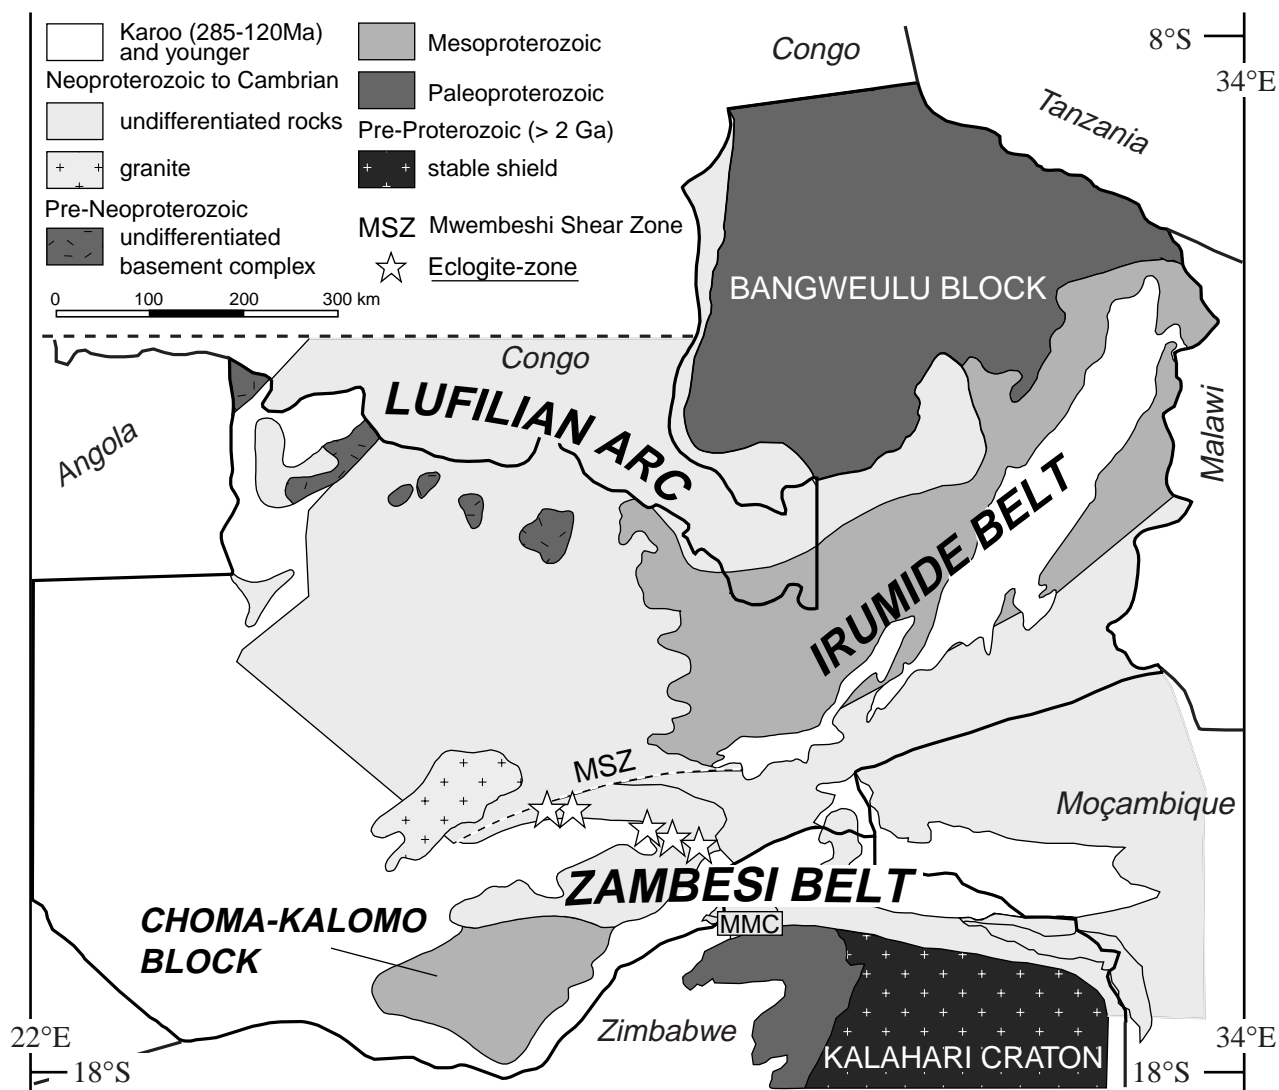 Karoo (285-120Ma)
and younger
Neoproterozoic to Cambrian
undifferentiated rocks
granite
Pre-Neoproterozoic
undifferentiated
basement complex
Mesoproterozoic
Paleoproterozoic
Pre-Proterozoic (> 2 Ga)
stable shield
MSZ Mwembeshi Shear Zone
Eclogite-zone
0 100 200 300 km
Congo
8°S
34°E
Tanzania
BANGWEULU BLOCK
Congo
LUFILIAN ARC
Angola
Malawi
IRUMIDE BELT
MSZ
Moçambique
ZAMBESI BELT
CHOMA-KALOMO
BLOCK
MMC
Zimbabwe
KALAHARI CRATON
22°E
18°S
34°E
18°S